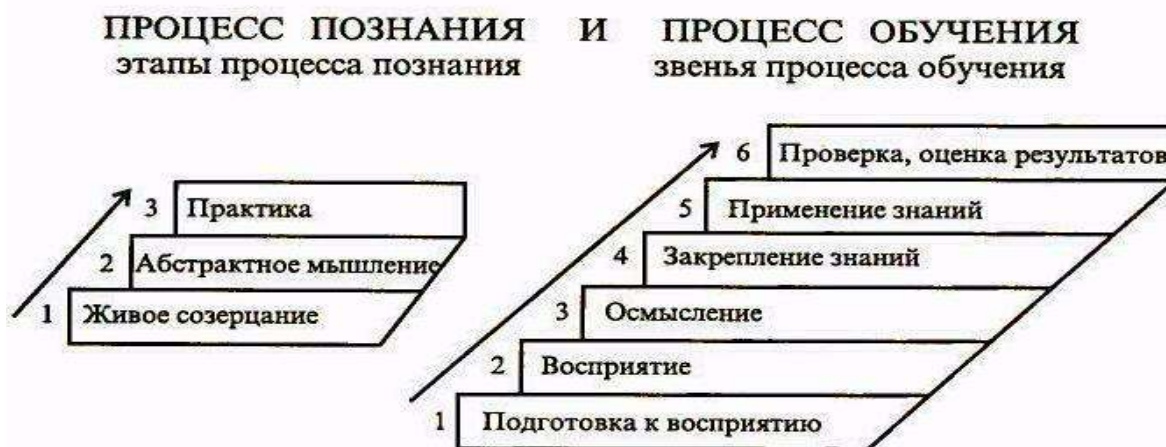 ПРОЦЕСС ПОЗНАНИЯ И ПРОЦЕСС ОБУЧЕНИЯ
этапы процесса познания звенья процесса обучения
3 Практика
2 Абстрактное мышление
1 Живое созерцание
6 Проверка, оценка результатов
5 Применение знаний
4 Закрепление знаний
3 Осмысление
2 Восприятие
1 Подготовка к восприятию